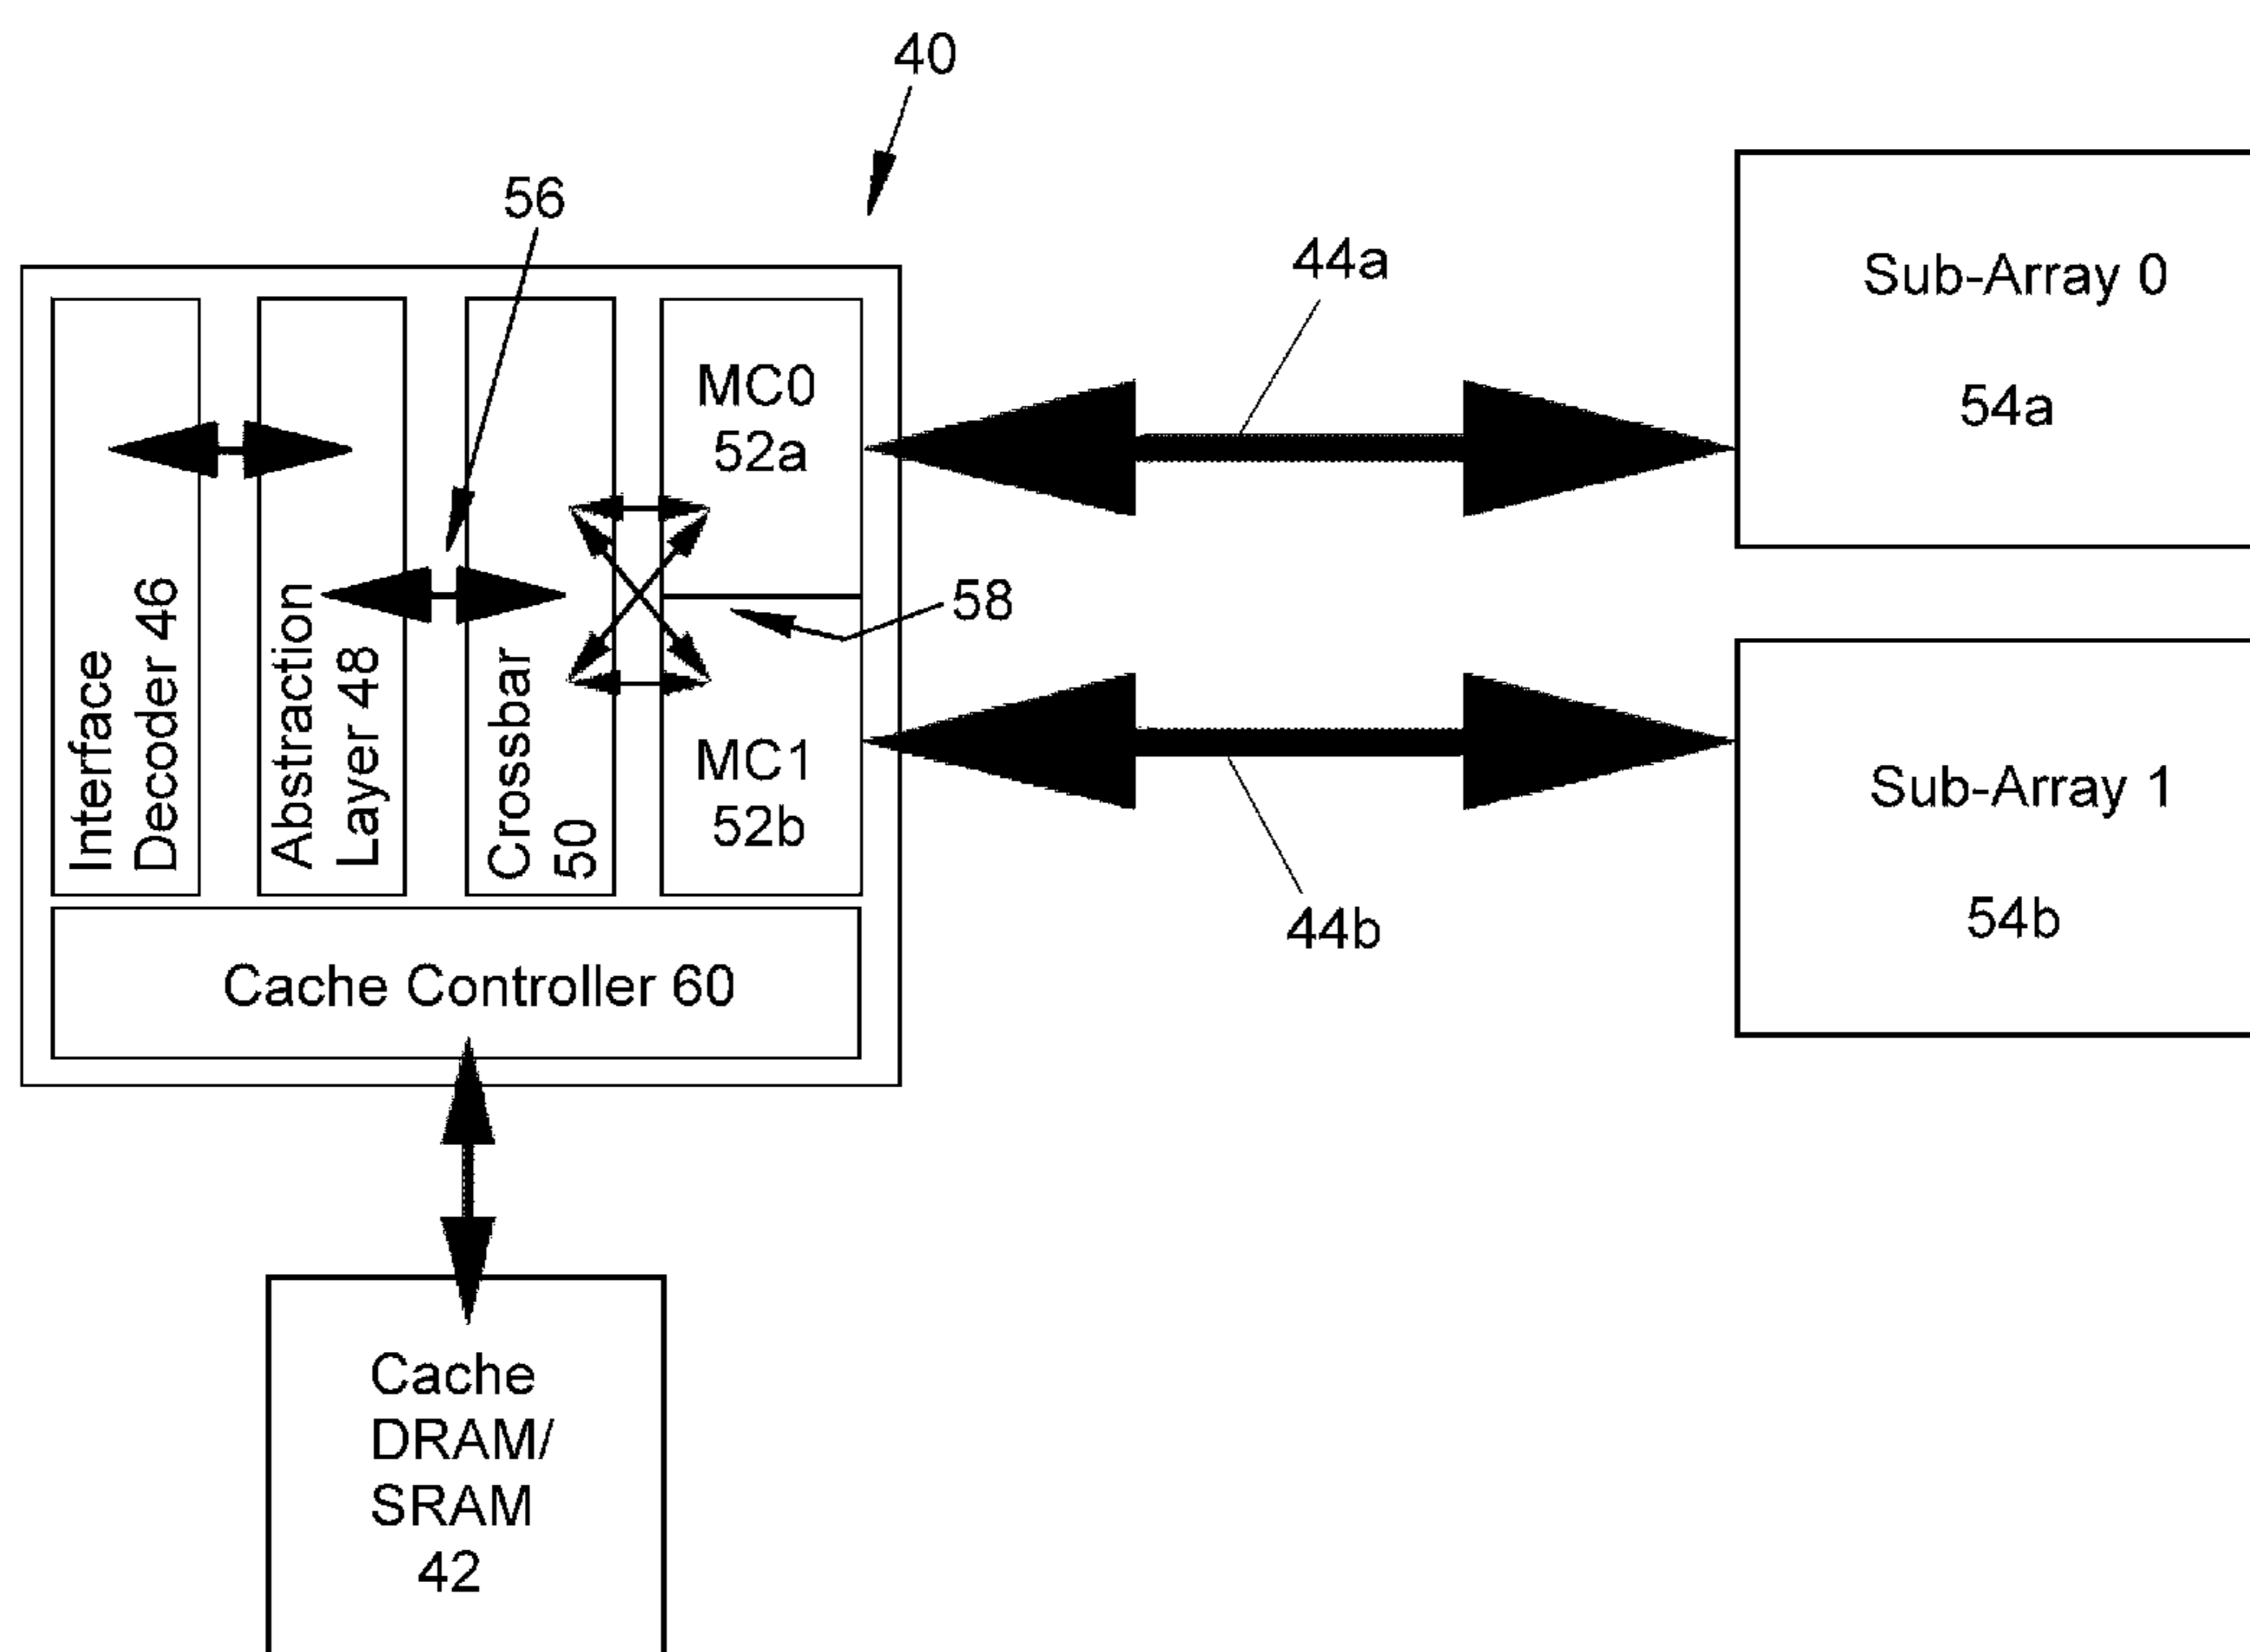 40
56
44a
Sub-Array 0
54a
MC0
52a
58
Interface
Decoder 46
Abstraction
Layer 48
Crossbar
50
MC1
52b
Sub-Array 1
54b
44b
Cache Controller 60
Cache
DRAM/
SRAM
42